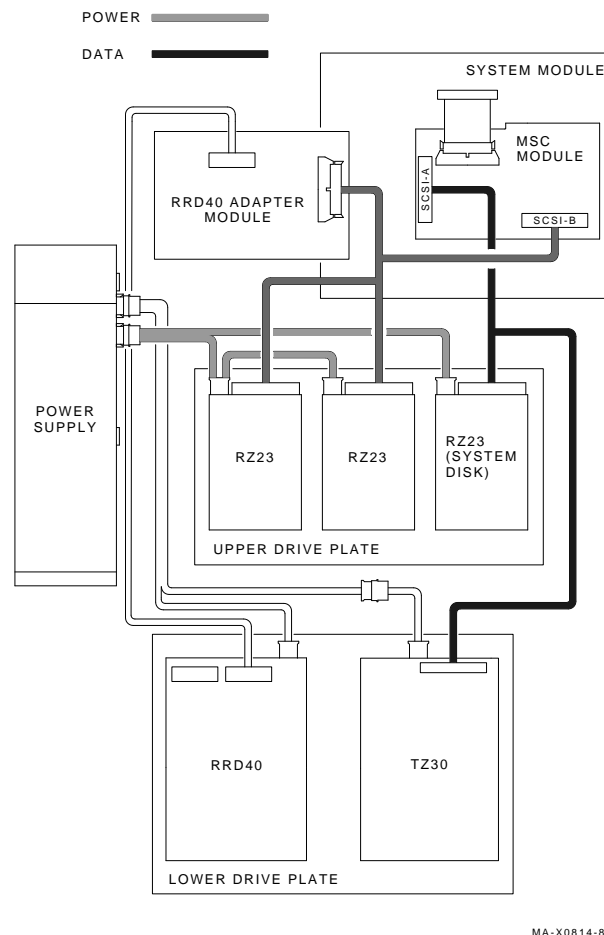 POWER
DATA
SYSTEM MODULE
MSC
MODULE
SCSI-A
SCSI-B
RRD40 ADAPTER
MODULE
POWER
SUPPLY
RZ23
RZ23
RZ23
(SYSTEM
DISK)
UPPER DRIVE PLATE
RRD40
TZ30
LOWER DRIVE PLATE
MA-X0814-8